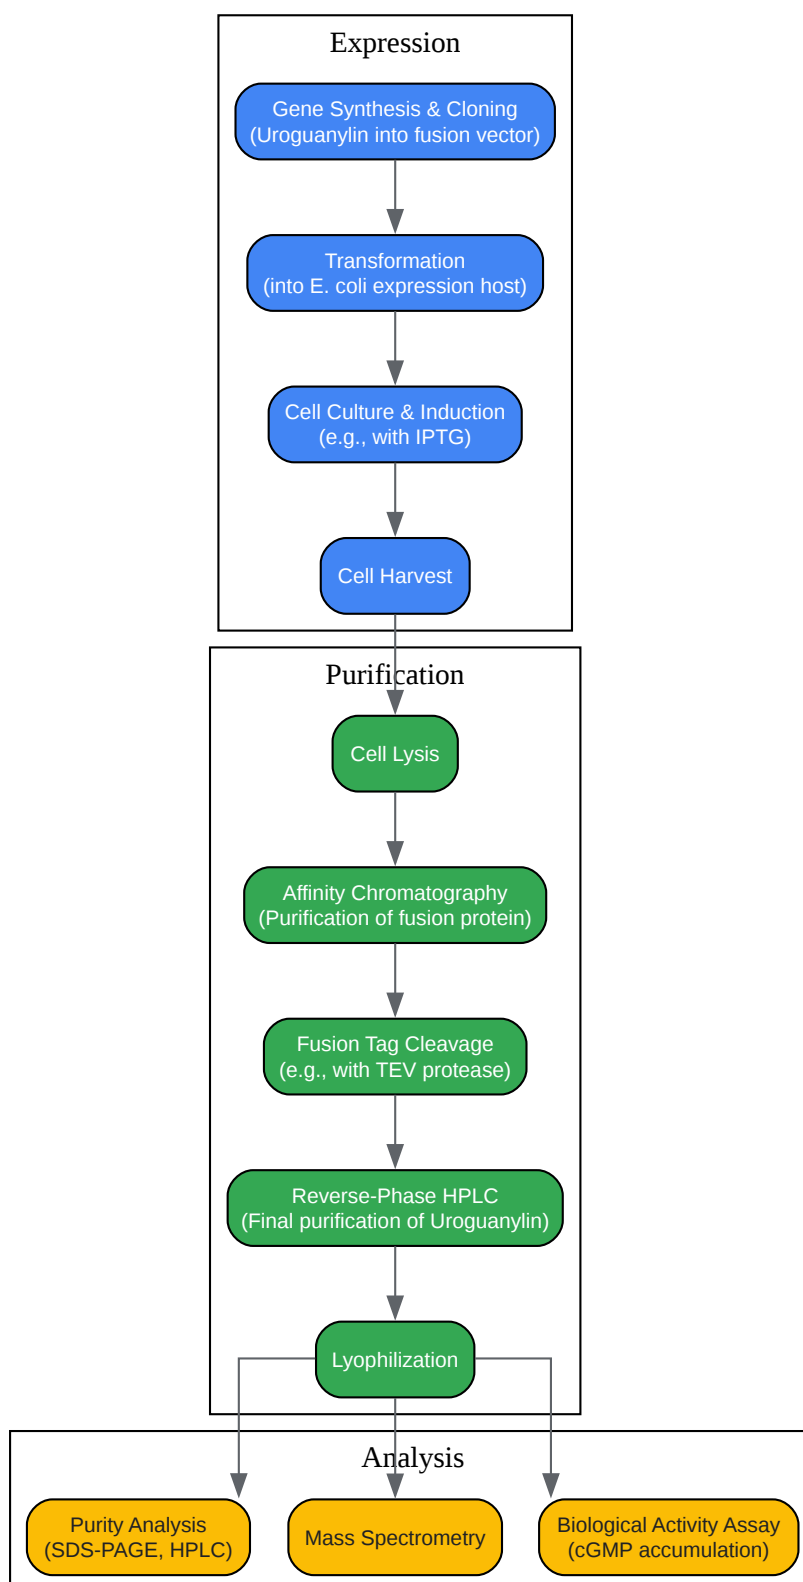 Expression
Gene Synthesis & Cloning
(Uroguanylin into fusion vector)
Transformation
(into E. coli expression host)
Cell Culture & Induction
(e.g., with IPTG)
Cell Harvest
Purification
Cell Lysis
Affinity Chromatography
(Purification of fusion protein)
Fusion Tag Cleavage
(e.g., with TEV protease)
Reverse-Phase HPLC
(Final purification of Uroguanylin)
Lyophilization
Analysis
Purity Analysis
(SDS-PAGE, HPLC)
Mass Spectrometry
Biological Activity Assay
(cGMP accumulation)